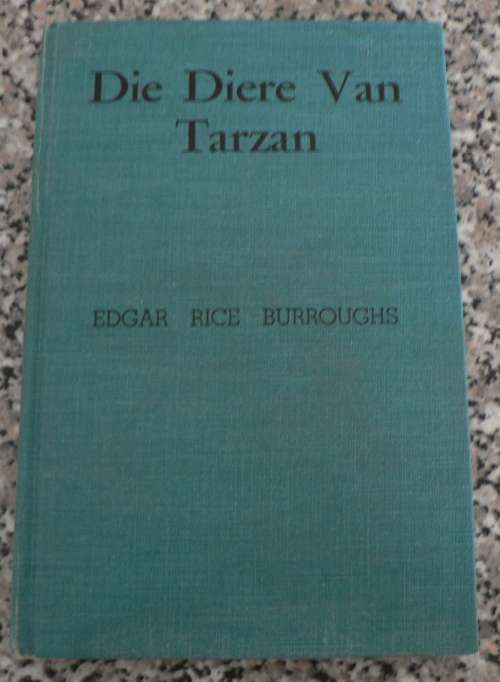 Die Diere Van
Tarzan
EDGAR RICE BURROUGHS